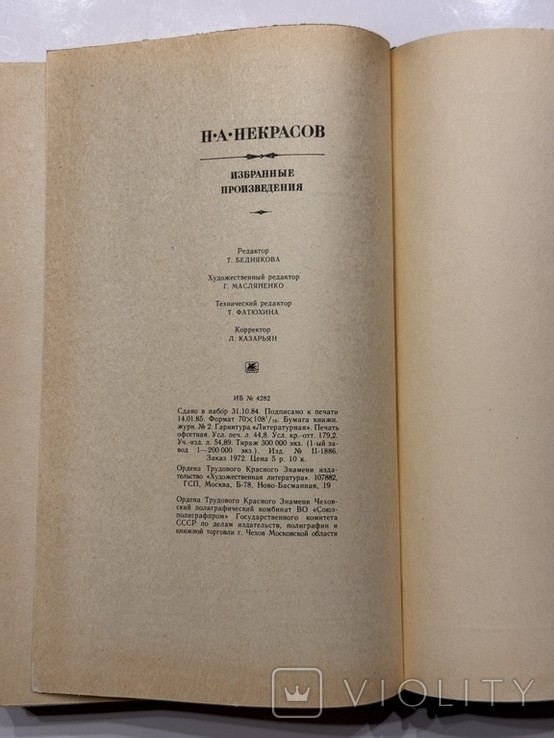 Н·А·НЕКРАСОВ
ИЗБРАННЫЕ
ПРОИЗВЕДЕНИЯ
Редактор
Т. БЕДНЯКОВА
Художественный редактор
Г. МАСЛЯНЕНКО
Технический редактор
Т. ФАТЮХИНА
Корректор
Л. КАЗАРЬЯН
ИБ № 4282
Сдано в набор 31.10.84. Подписано к печати
14.01.85. Формат 70×108¹/₁₆. Бумага книжн.
журн. № 2. Гарнитура «Литературная». Печать
офсетная. Усл. печ. л. 44,8. Усл. кр.-отт. 179,2.
Уч.-изд. л. 54,89. Тираж 300 000 экз. (1-ый за-
вод 1—200 000 экз.). Изд. № II-1886.
Заказ 1972. Цена 5 р. 10 к.
Ордена Трудового Красного Знамени изда-
тельство «Художественная литература». 107882,
ГСП, Москва, Б-78, Ново-Басманная, 19
Ордена Трудового Красного Знамени Чехов-
ский полиграфический комбинат ВО «Союз-
полиграфпром» Государственного комитета
СССР по делам издательств, полиграфии и
книжной торговли г. Чехов Московской области
VIOLITY